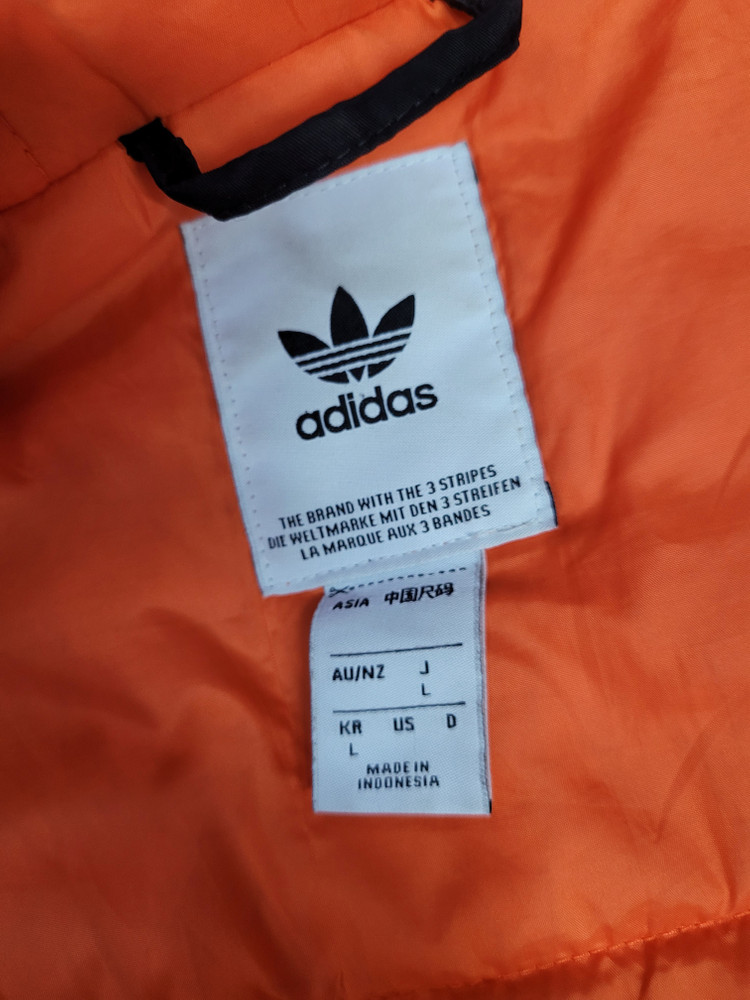 adidas
THE BRAND WITH THE 3 STRIPES
DIE WELTMARKE MIT DEN 3 STREIFEN
LA MARQUE AUX 3 BANDES
ASIA 中国尺码
AU/NZ J
L
KR US D
L
MADE IN
INDONESIA